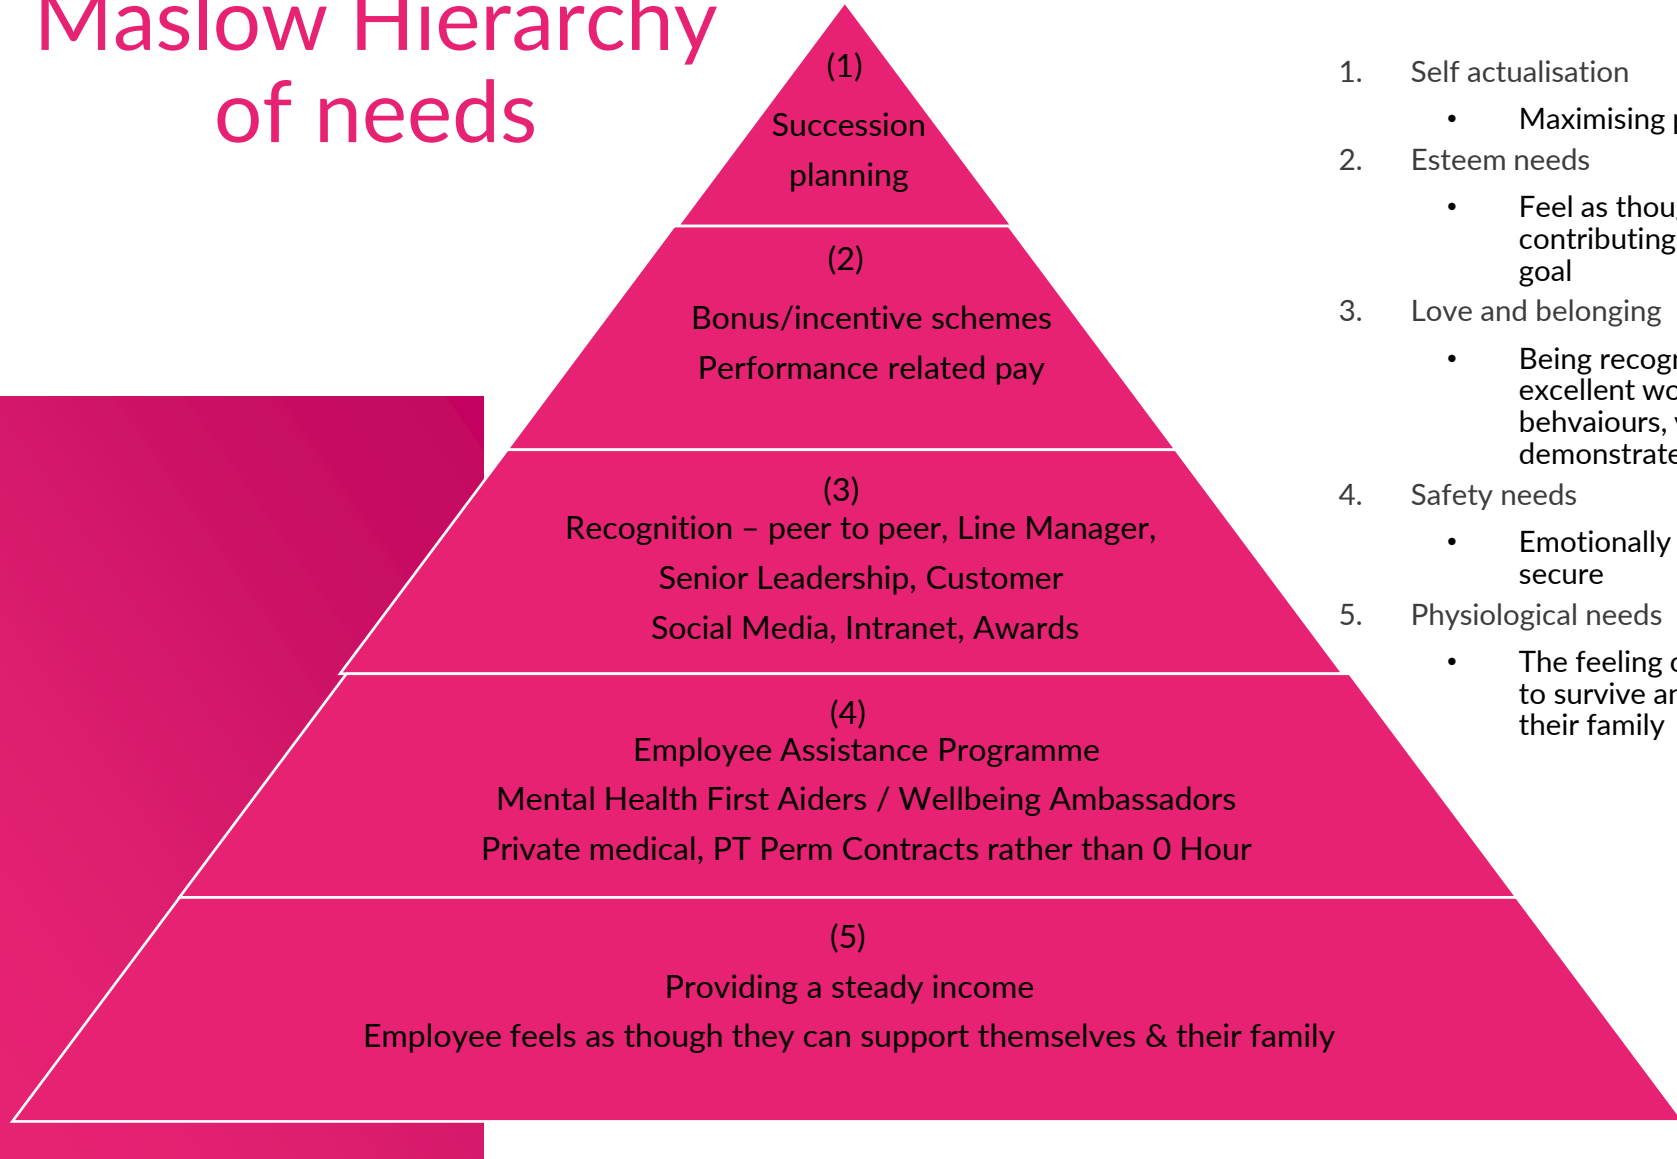 Maslow Hierarchy
of needs
(1)
Succession
planning
(2)
Bonus/incentive schemes
Performance related pay
(3)
Recognition – peer to peer, Line Manager,
Senior Leadership, Customer
Social Media, Intranet, Awards
(4)
Employee Assistance Programme
Mental Health First Aiders / Wellbeing Ambassadors
Private medical, PT Perm Contracts rather than 0 Hour
(5)
Providing a steady income
Employee feels as though they can support themselves & their family
1. Self actualisation
• Maximising
2. Esteem needs
• Feel as
contributing
goal
3. Love and belonging
• Being
excellent
behvaiours,
demonstrate
4. Safety needs
• Emotionally
secure
5. Physiological needs
• The feeling
to survive
their family